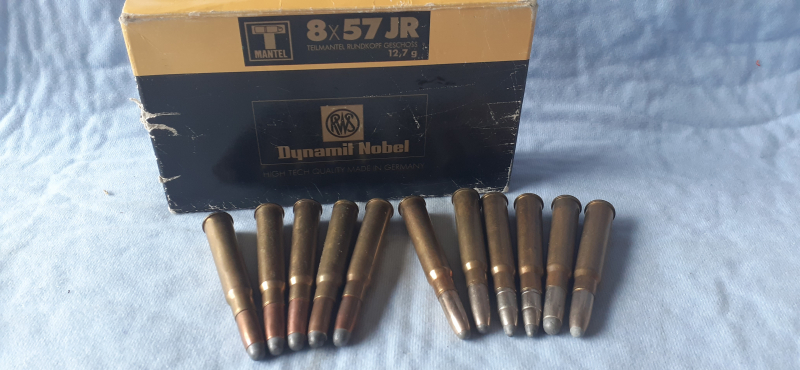 T
MANTEL
8x57 JR
TEILMANTEL RUNDKOPF GESCHOSS
12,7 g
RWS
Dynamit Nobel
HIGH TECH QUALITY MADE IN GERMANY